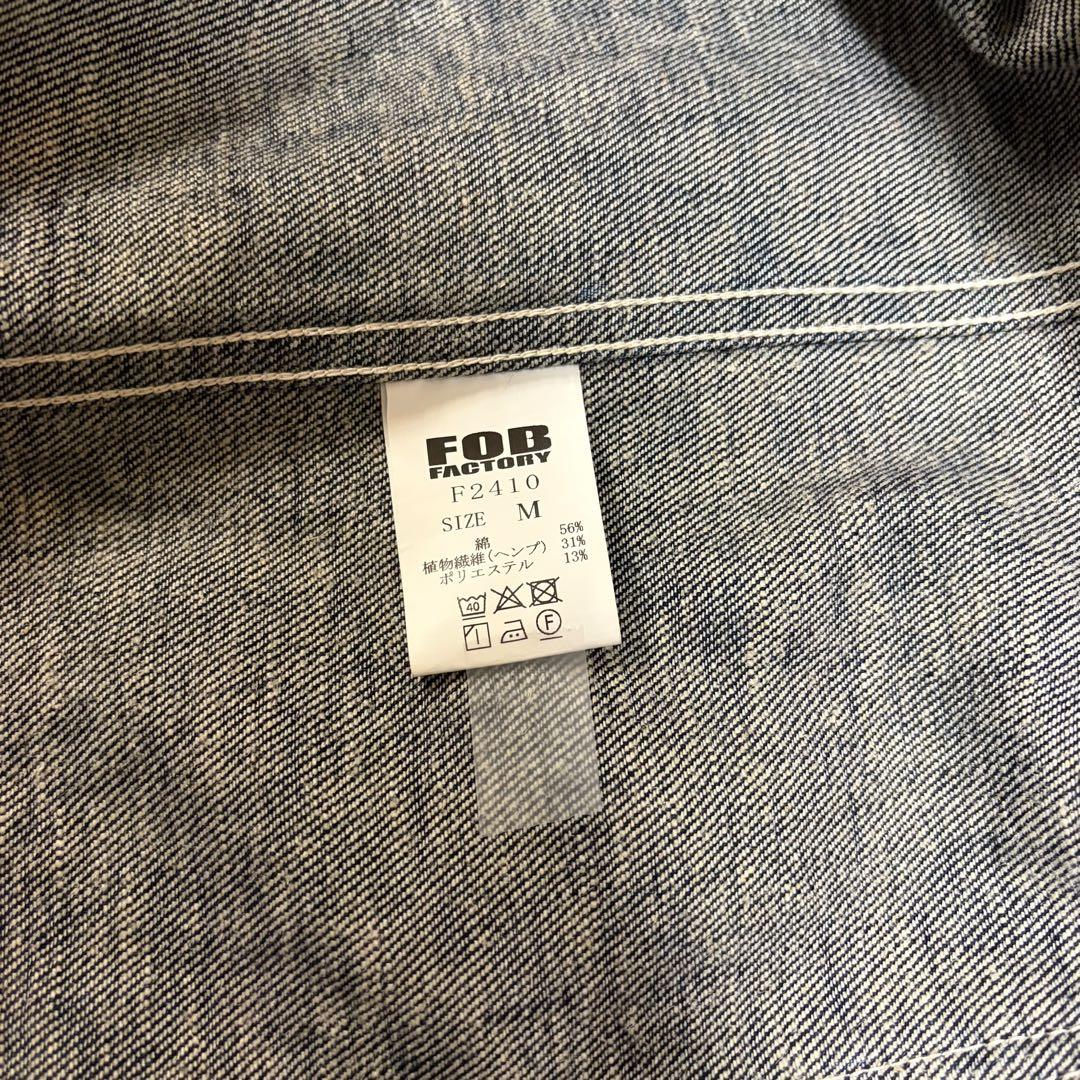 FOB
FACTORY
F2410
SIZE M
綿 56%
植物繊維(ヘンプ) 31%
ポリエステル 13%
40
F